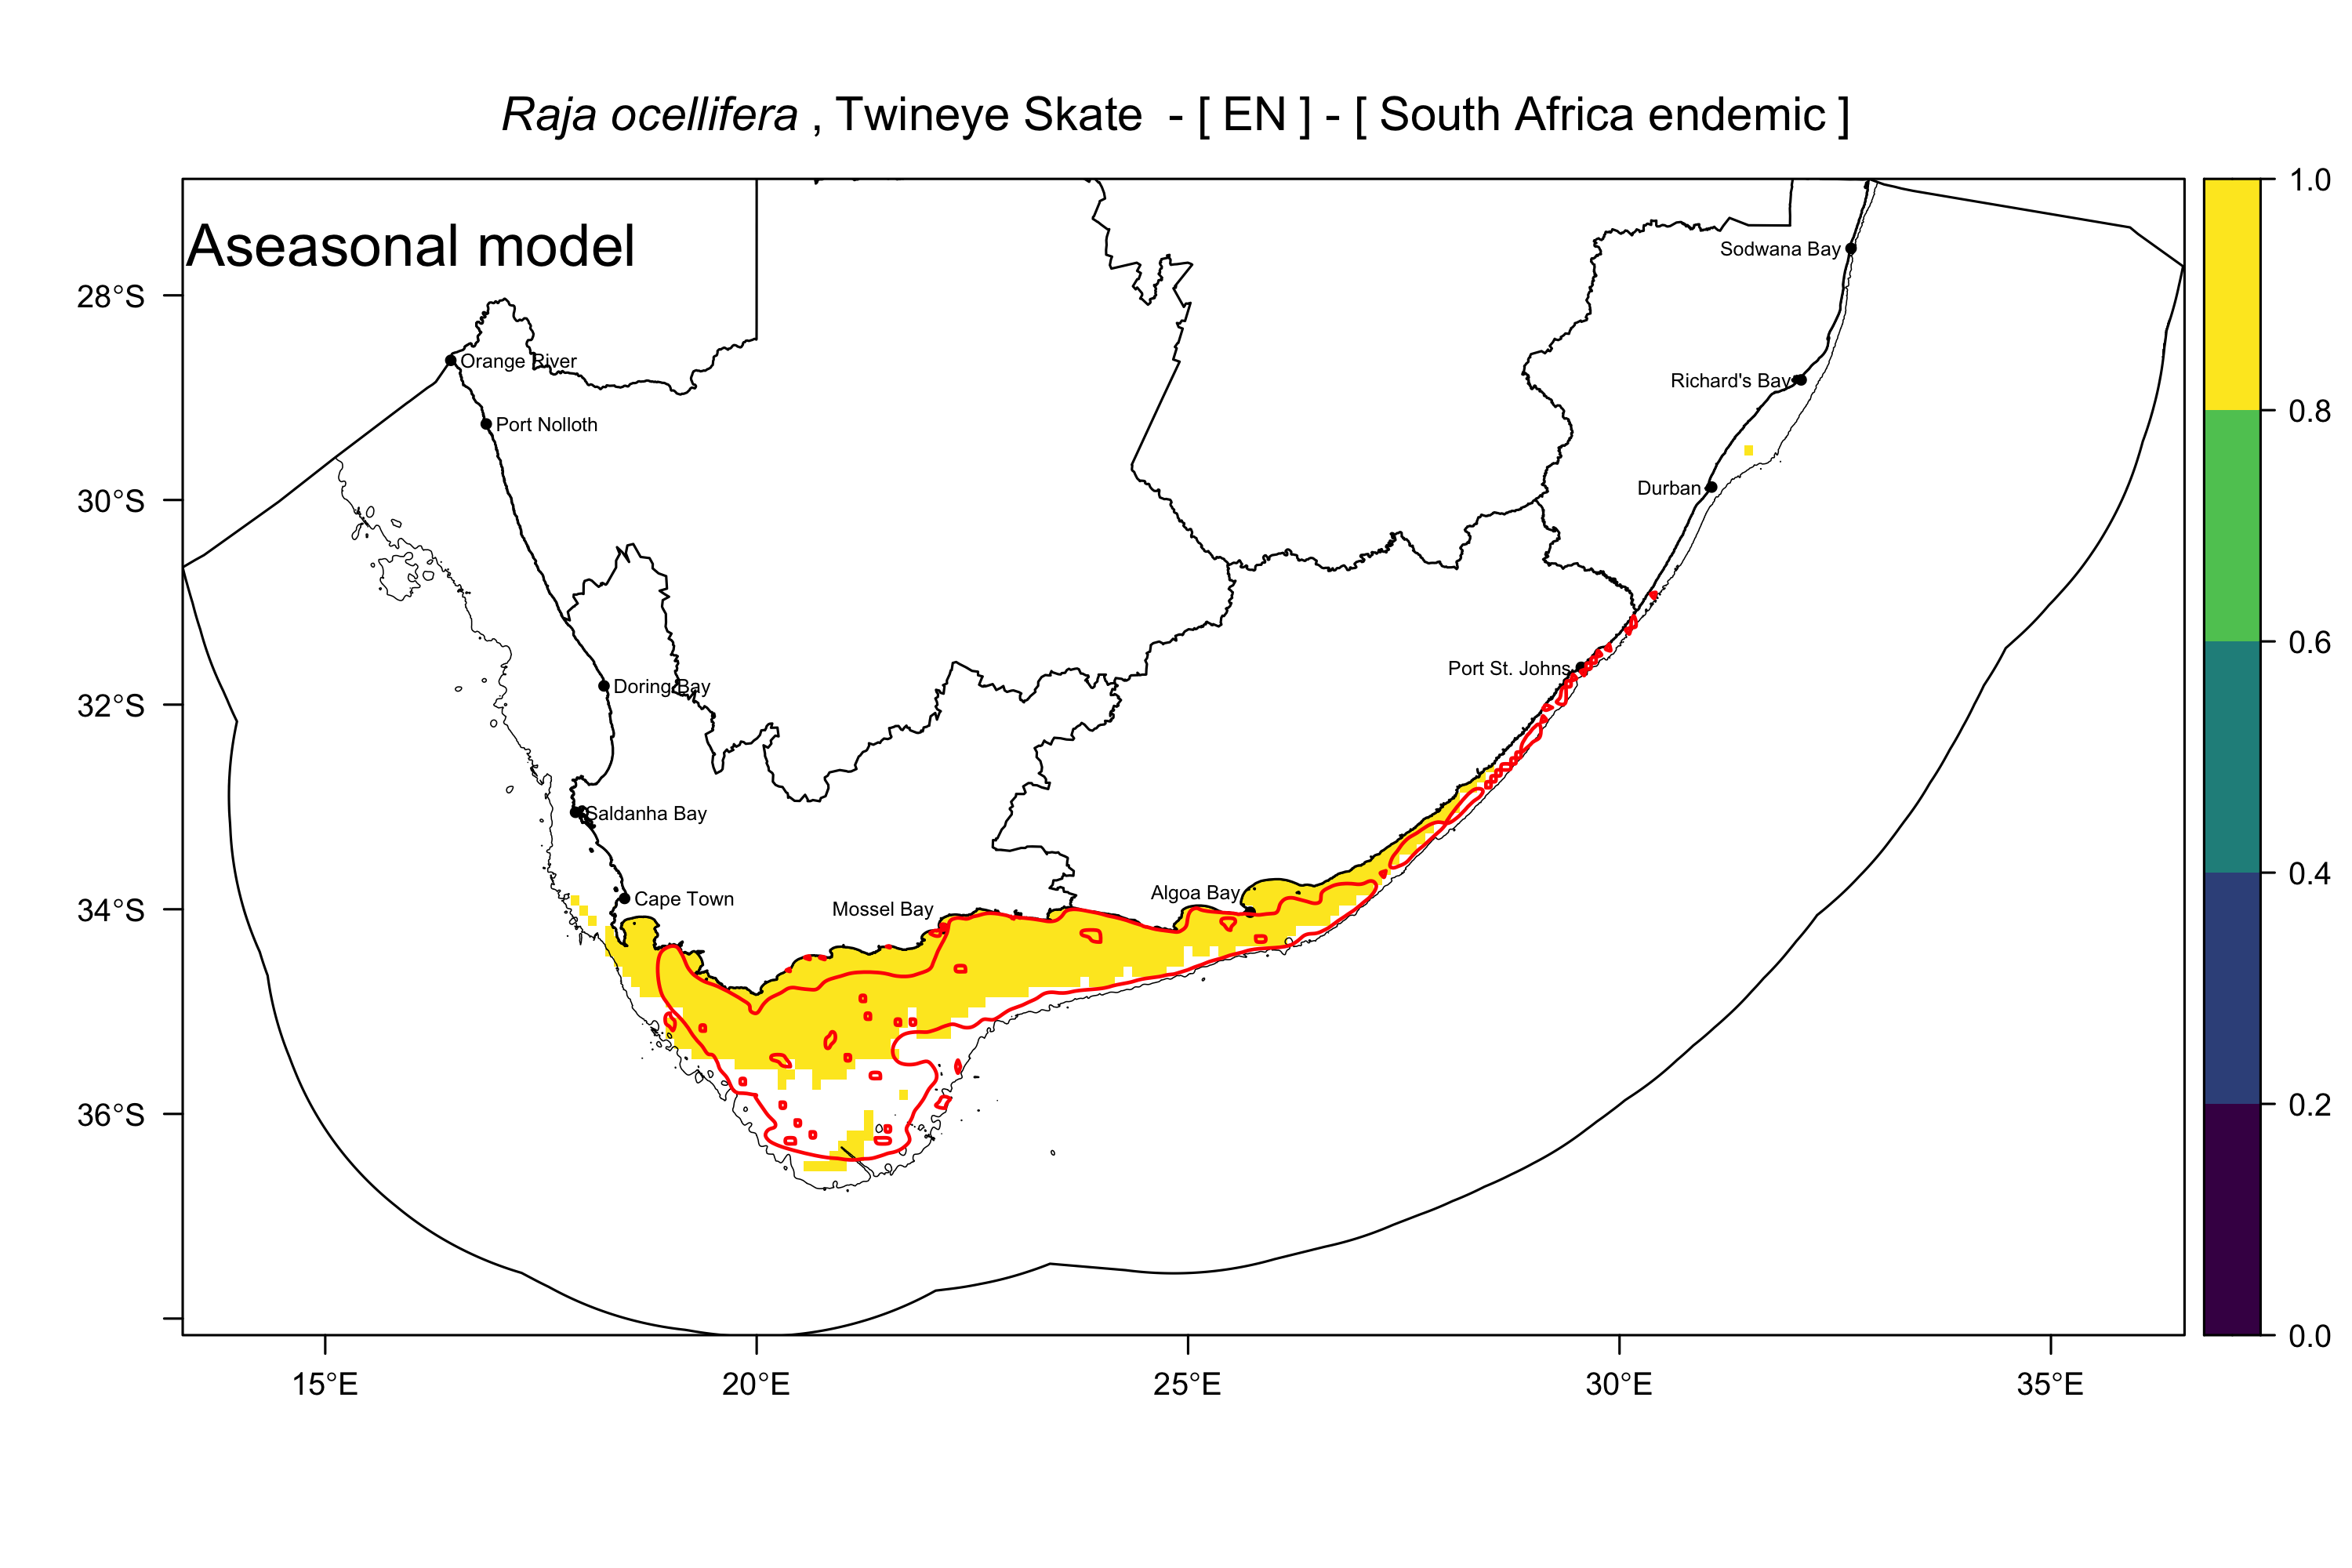 Raja ocellifera , Twineye Skate - [ EN ] - [ South Africa endemic ]
Aseasonal model
1.0
0.8
0.6
0.4
0.2
0.0
28°S
30°S
32°S
34°S
36°S
Sodwana Bay
Orange River
Richard's Bay
Port Nolloth
Durban
Port St. Johns
Doring Bay
Saldanha Bay
Algoa Bay
Cape Town
Mossel Bay
15°E
20°E
25°E
30°E
35°E